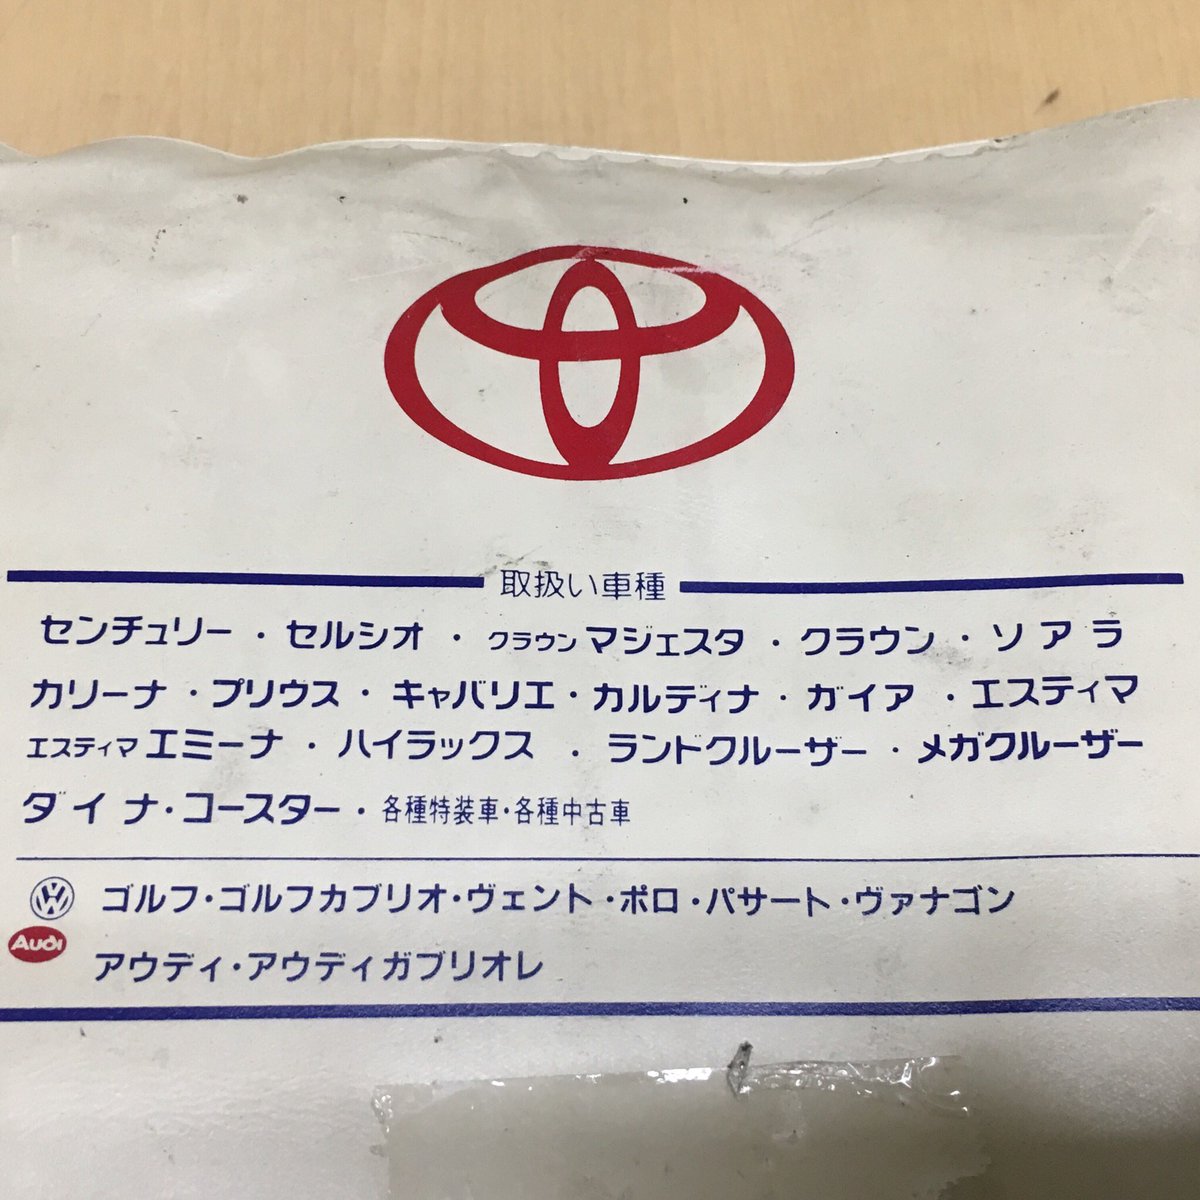 取扱い車種
センチュリー・セルシオ・クラウンマジェスタ・クラウン・ソアラ
カリーナ・プリウス・キャバリエ・カルディナ・ガイア・エスティマ
エスティマエミーナ・ハイラックス・ランドクルーザー・メガクルーザー
ダイナ・コースター・各種特装車・各種中古車
ゴルフ・ゴルフカブリオ・ヴェント・ポロ・パサート・ヴァナゴン
Audi
アウディ・アウディガブリオレ